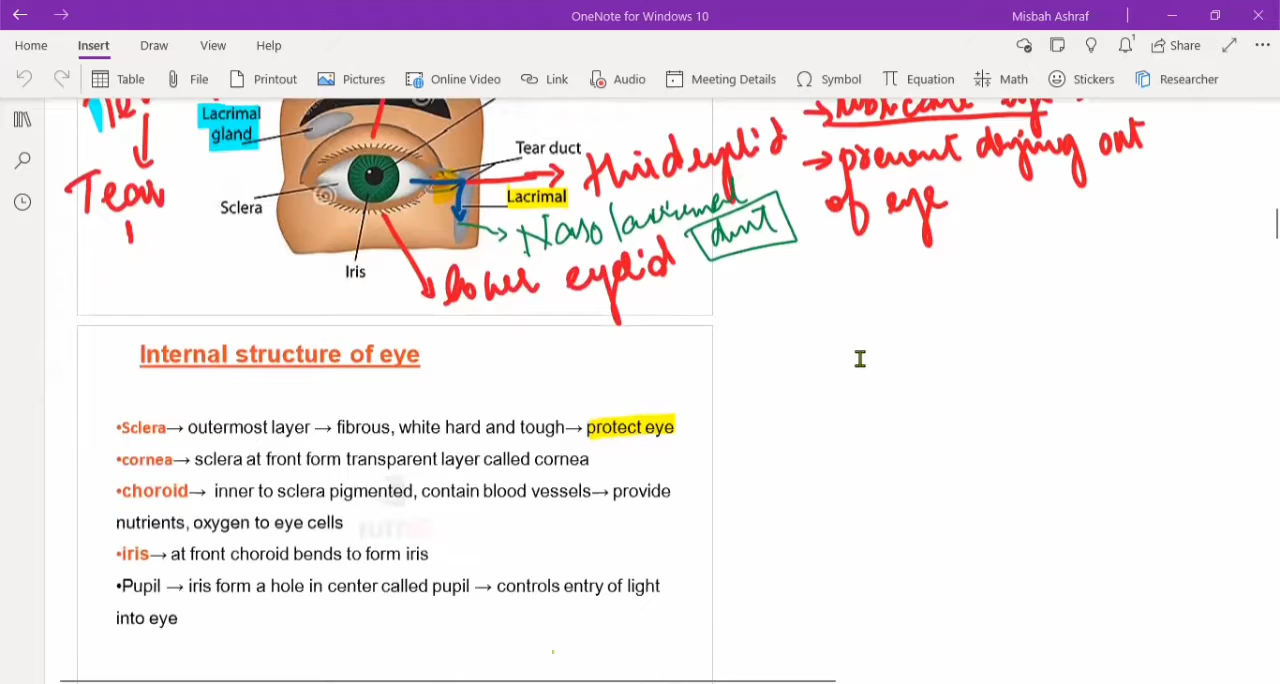 OneNote for Windows 10
Misbah Ashraf
Home Insert Draw View Help
Share
Table File Printout Pictures Online Video Link Audio Meeting Details Symbol Equation Math Stickers Researcher
Lacrimal
gland
Tear
Sclera
Iris
Tear duct
Lacrimal
third eyelid
duct
lower eyelid
→ prevent drying out
of eye
Internal structure of eye
•Sclera→ outermost layer → fibrous, white hard and tough→ protect eye
•cornea→ sclera at front form transparent layer called cornea
•choroid→ inner to sclera pigmented, contain blood vessels→ provide
nutrients, oxygen to eye cells
•iris→ at front choroid bends to form iris
•Pupil → iris form a hole in center called pupil → controls entry of light
into eye